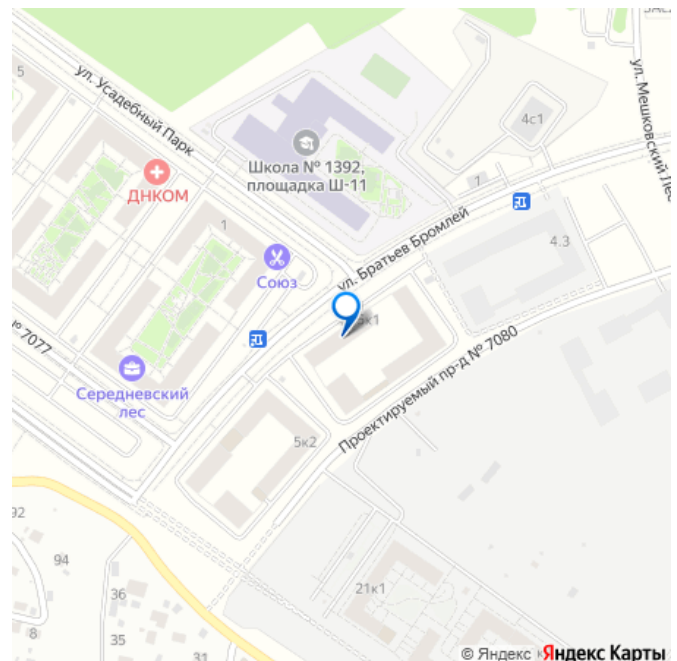 5
ул. Усадебный Парк
ул. Мешковский Лес
4с1
Школа № 1392,
площадка Ш-11
ДНКОМ
1
1
ул. Братьев Бромлей
4.3
Союз
№ 7077
Середневский
лес
Проектируемый пр-д № 7080
5к2
92
94
36
21к1
8
35
31
© Яндекс
Яндекс Карты